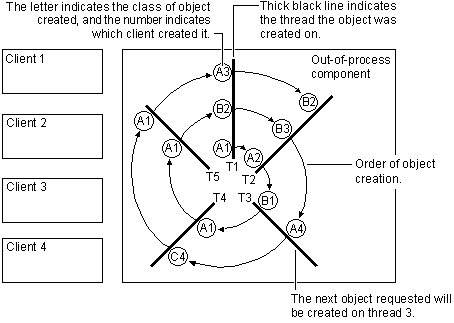 The letter indicates the class of object
created, and the number indicates
which client created it.
Thick black line indicates
the thread the object was
created on.
Client 1
Client 2
Client 3
Client 4
Out-of-process
component
A3
B2
B2
A1
B3
A1
A1
A2
T5
T1
T2
T4
T3
B1
A1
A4
C4
Order of object
creation.
The next object requested will
be created on thread 3.